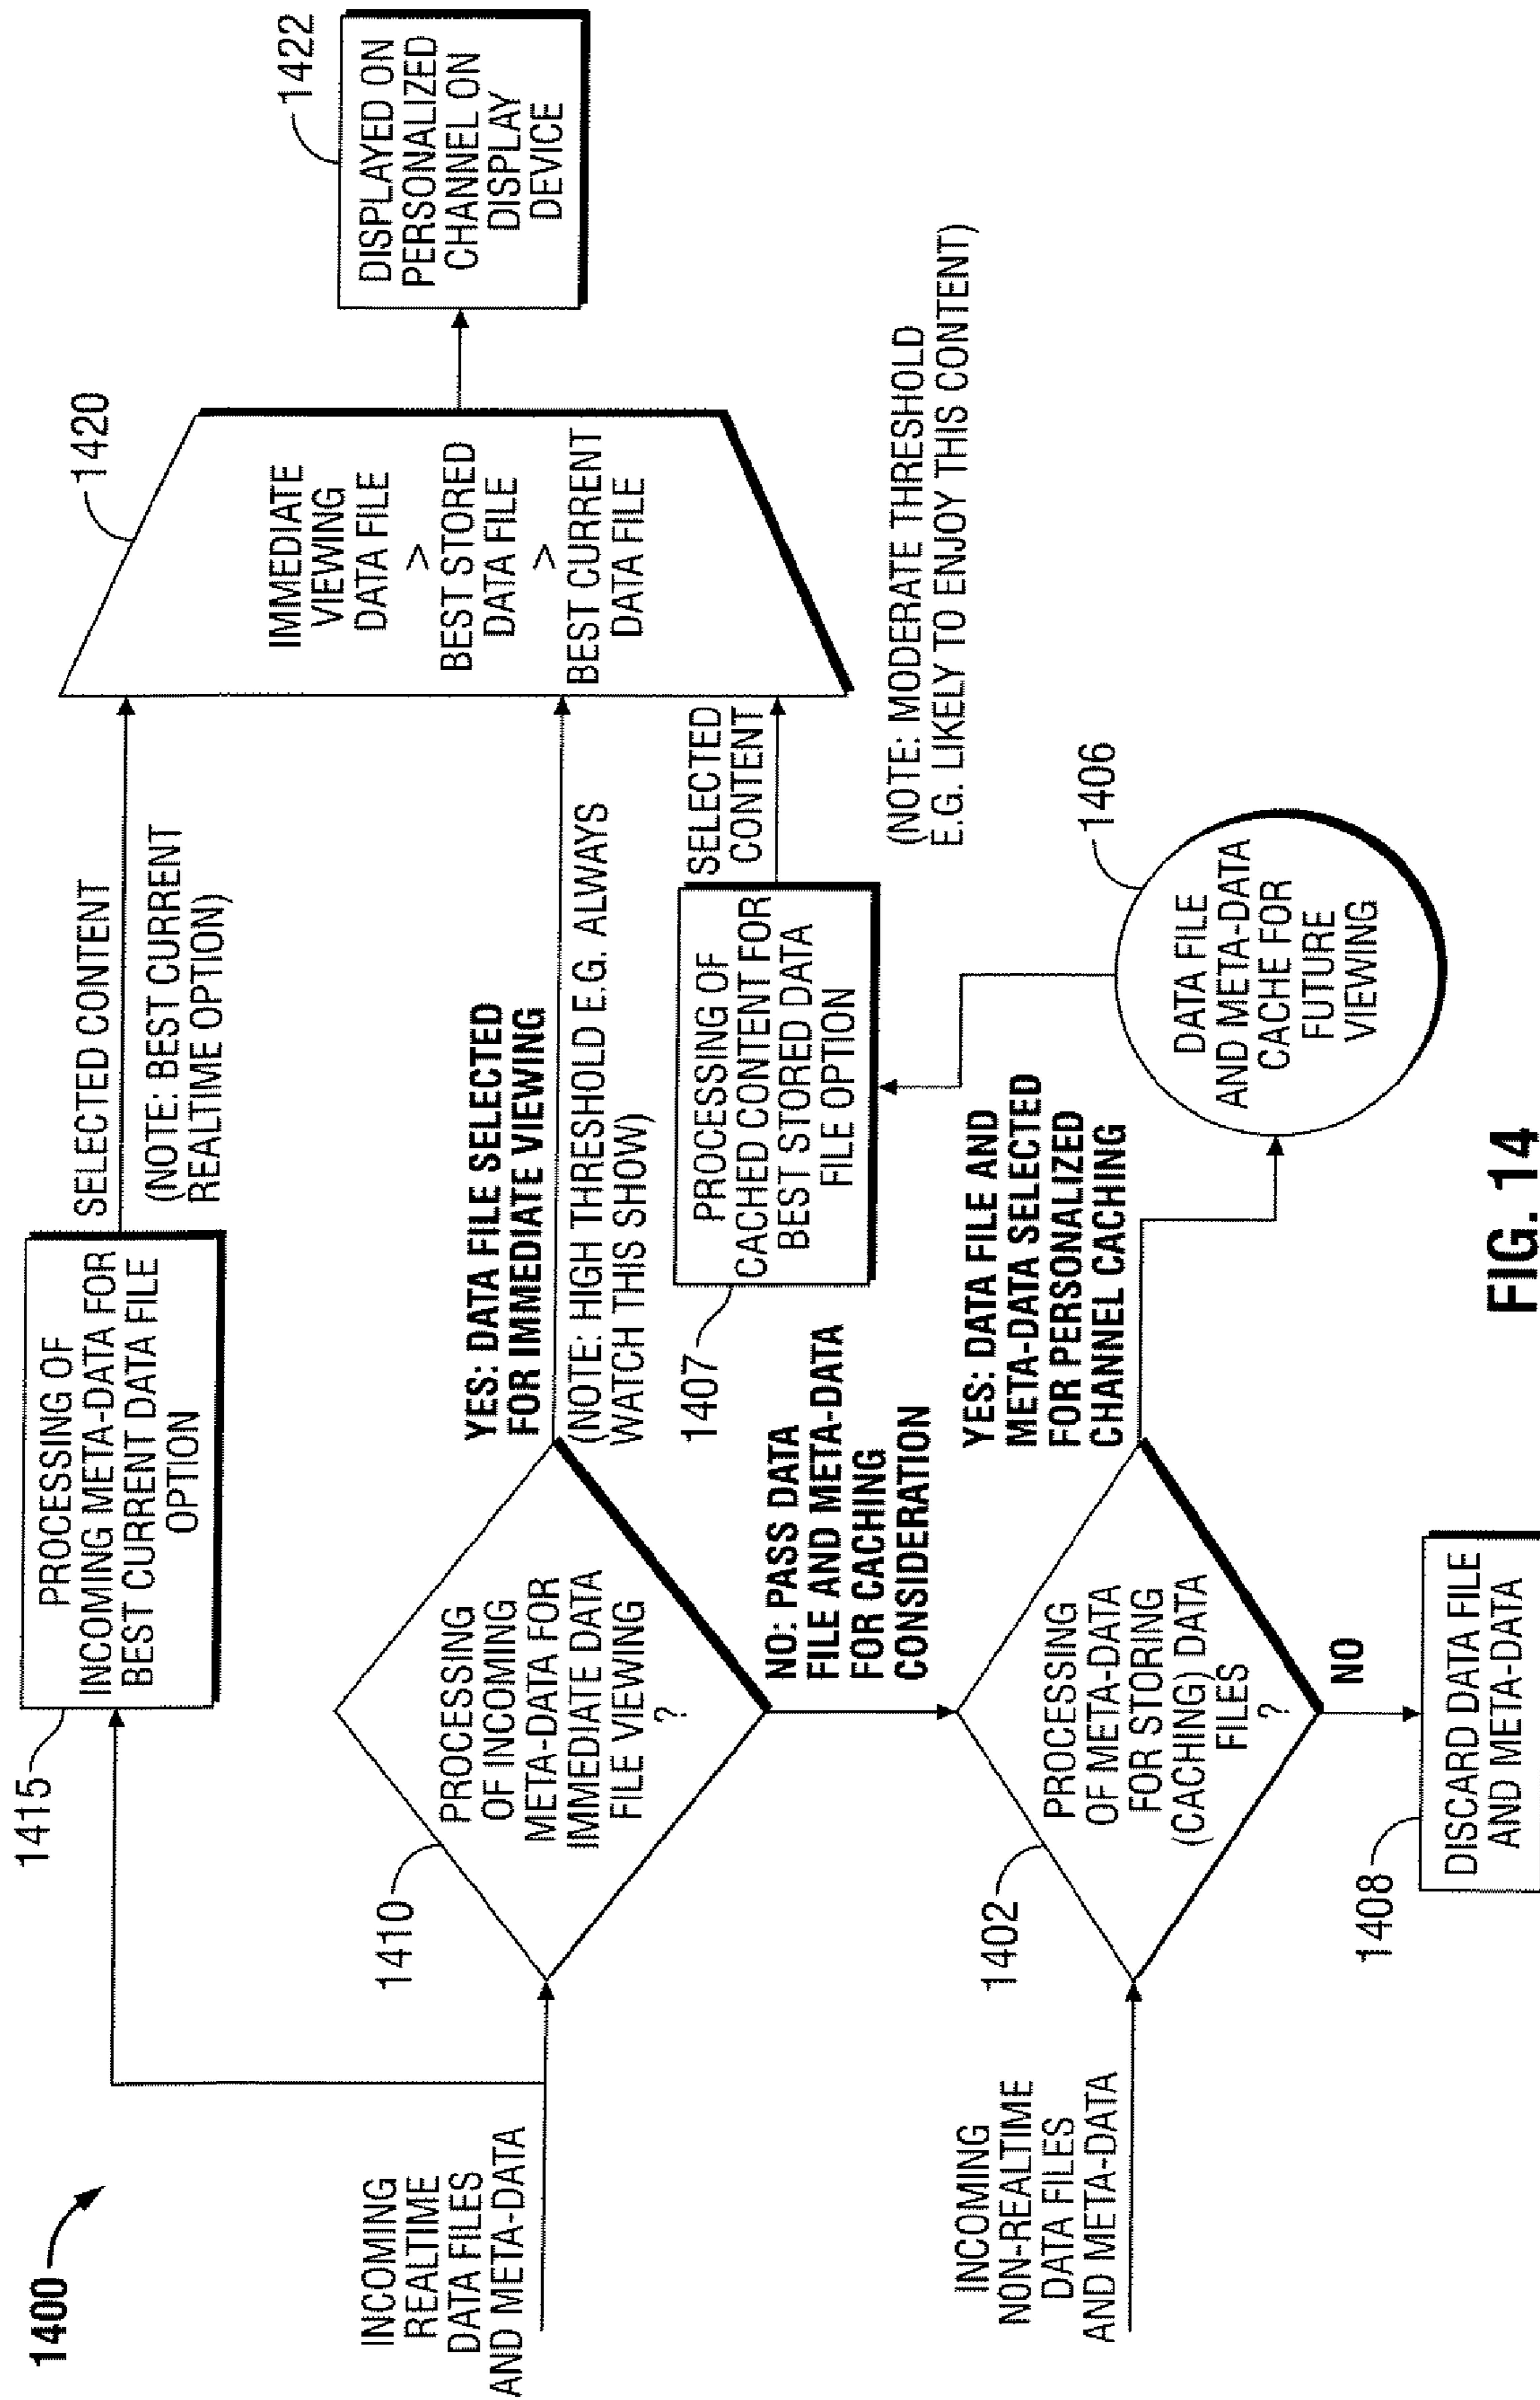 1400
INCOMING
REALTIME
DATA FILES
AND META-DATA
1415
PROCESSING OF
INCOMING META-DATA FOR
BEST CURRENT DATA FILE
OPTION
SELECTED CONTENT
(NOTE: BEST CURRENT
REALTIME OPTION)
1410
PROCESSING
OF INCOMING
META-DATA FOR
IMMEDIATE DATA
FILE VIEWING
?
YES: DATA FILE SELECTED
FOR IMMEDIATE VIEWING
(NOTE: HIGH THRESHOLD E.G. ALWAYS
WATCH THIS SHOW)
1420
IMMEDIATE
VIEWING
DATA FILE
>
BEST STORED
DATA FILE
>
BEST CURRENT
DATA FILE
1422
DISPLAYED ON
PERSONALIZED
CHANNEL ON
DISPLAY
DEVICE
1407
PROCESSING OF
CACHED CONTENT FOR
BEST STORED DATA
FILE OPTION
SELECTED
CONTENT
(NOTE: MODERATE THRESHOLD
E.G. LIKELY TO ENJOY THIS CONTENT)
NO: PASS DATA
FILE AND META-DATA
FOR CACHING
CONSIDERATION
INCOMING
NON-REALTIME
DATA FILES
AND META-DATA
1402
PROCESSING
OF META-DATA
FOR STORING
(CACHING) DATA
FILES
?
YES: DATA FILE AND
META-DATA SELECTED
FOR PERSONALIZED
CHANNEL CACHING
1406
DATA FILE
AND META-DATA
CACHE FOR
FUTURE
VIEWING
NO
1408
DISCARD DATA FILE
AND META-DATA
FIG. 14